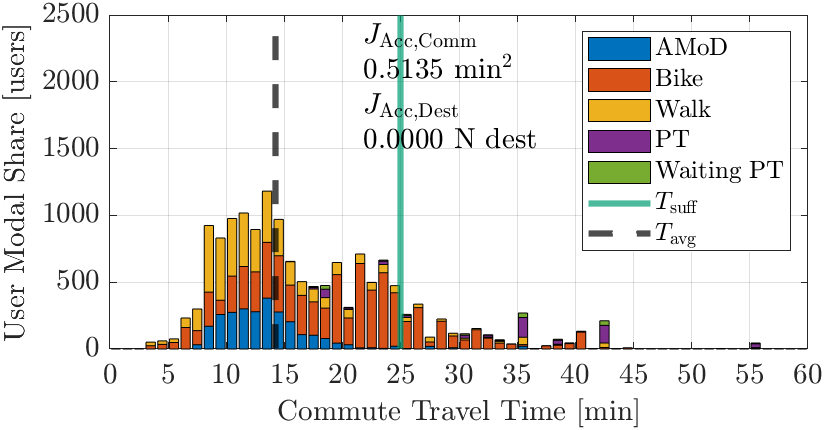 2500
2000
1500
1000
500
0
User Modal Share [users]
J_Acc,Comm
0.5135 min²
J_Acc,Dest
0.0000 N dest
AMoD
Bike
Walk
PT
Waiting PT
T_suff
T_avg
0 5 10 15 20 25 30 35 40 45 50 55 60
Commute Travel Time [min]